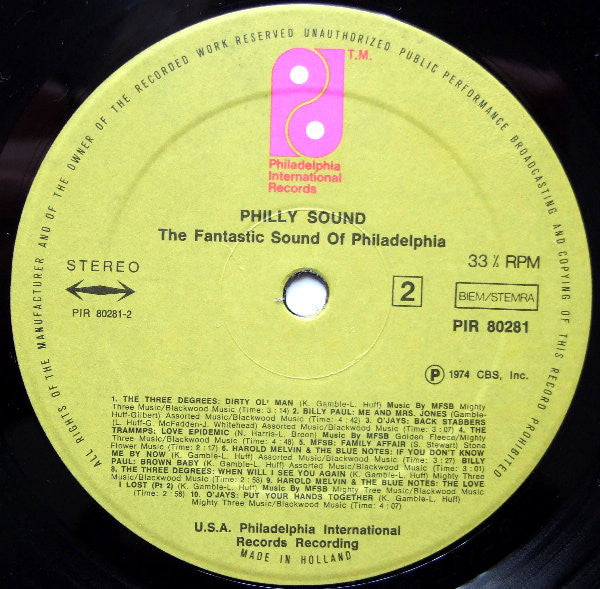 ALL RIGHTS OF THE MANUFACTURER AND OF THE OWNER OF THE RECORDED WORK RESERVED UNAUTHORIZED PUBLIC PERFORMANCE BROADCASTING AND COPYING OF THIS RECORD PROHIBITED
T.M.
Philadelphia
International
Records
PHILLY SOUND
The Fantastic Sound Of Philadelphia
STEREO
PIR 80281-2
33⅓ RPM
2
BIEM/STEMRA
PIR 80281
Ⓟ 1974 CBS, Inc.
1. THE THREE DEGREES: DIRTY OL' MAN (K. Gamble-L. Huff) Music By MFSB Mighty
Three Music/Blackwood Music (Time: 3 : 14) 2. BILLY PAUL: ME AND MRS. JONES (Gamble-
Huff-Gilbert) Assorted Music/Blackwood Music (Time: 4 : 42) 3. O'JAYS: BACK STABBERS
(L. Huff-G. McFadden-J. Whitehead) Assorted Music/Blackwood Music (Time: 3:07) 4. THE
TRAMMPS: LOVE EPIDEMIC (N. Harris-L. Breen) Music By MFSB Golden Fleece/Mighty
Three Music/Blackwood Music (Time: 4 : 48) 5. MFSB: FAMILY AFFAIR (S. Stewart) Stone
Flower Music (Time: 2 : 17) 6. HAROLD MELVIN & THE BLUE NOTES: IF YOU DON'T KNOW
ME BY NOW (K. Gamble-L. Huff) Assorted Music/Blackwood Music (Time: 3:27) 7. BILLY
PAUL: BROWN BABY (K. Gamble-L. Huff) Assorted Music/Blackwood Music (Time: 3 : 01)
8. THE THREE DEGREES: WHEN WILL I SEE YOU AGAIN (K. Gamble-L. Huff) Mighty
Three Music/Blackwood Music (Time: 2 : 58) 9. HAROLD MELVIN & THE BLUE NOTES: THE LOVE
I LOST (Pt 2) (K. Gamble-L. Huff) Music By MFSB Mighty Tree Music/Blackwood Music
(Time: 2 : 58) 10. O'JAYS: PUT YOUR HANDS TOGETHER (K. Gamble-L. Huff) Mighty
Three Music/Blackwood Music (Time: 4:07)
U.S.A. Philadelphia International
Records Recording
MADE IN HOLLAND